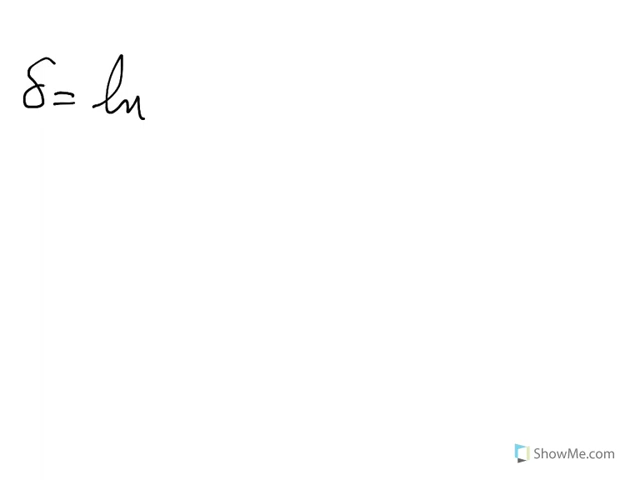 δ = ln
ShowMe.com